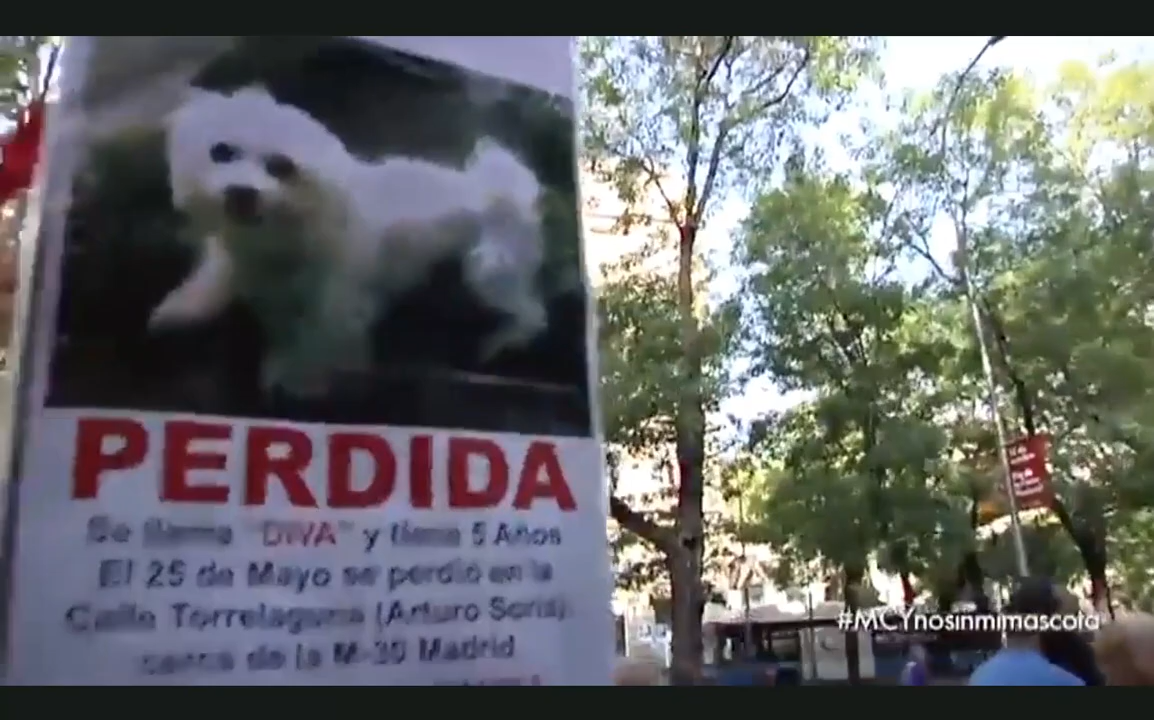 PERDIDA
Se llama "DIVA" y tiene 5 Años
El 25 de Mayo se perdió en la
Calle Torrelaguna (Arturo Soria)
cerca de la M-30 Madrid
#MCYnosinmimascota